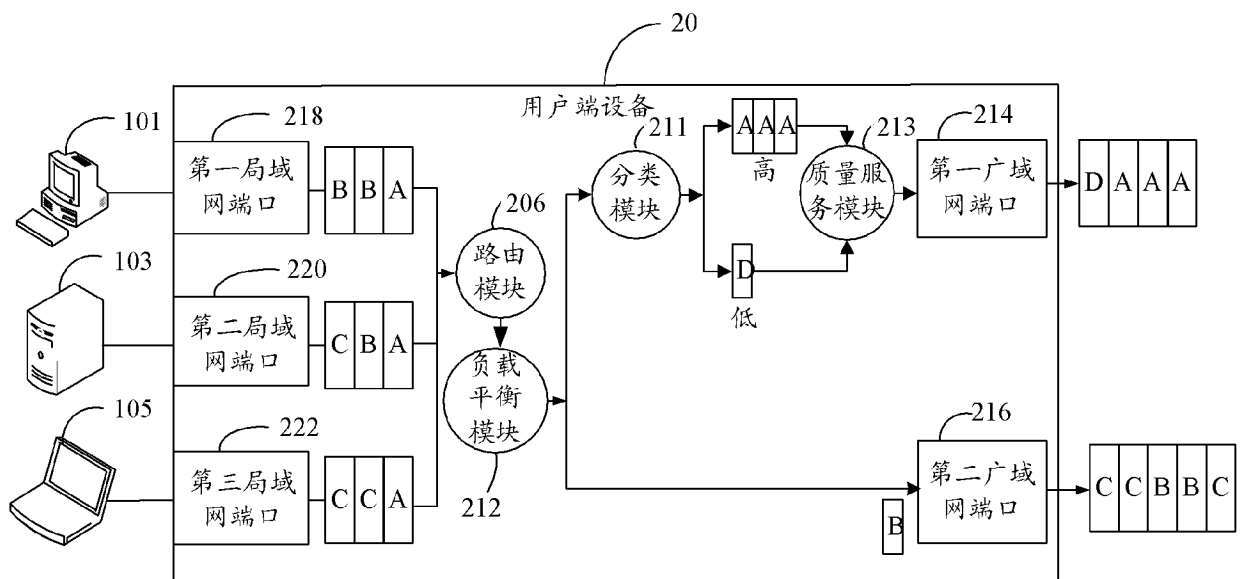 20
用户端设备
101
218
第一局域
网端口
B B A
206
路由
模块
211
分类
模块
A A A
高
213
质量服
务模块
214
第一广域
网端口
D A A A
103
220
第二局域
网端口
C B A
负载
平衡
模块
212
D
低
105
222
第三局域
网端口
C C A
216
第二广域
网端口
B
C C B B C